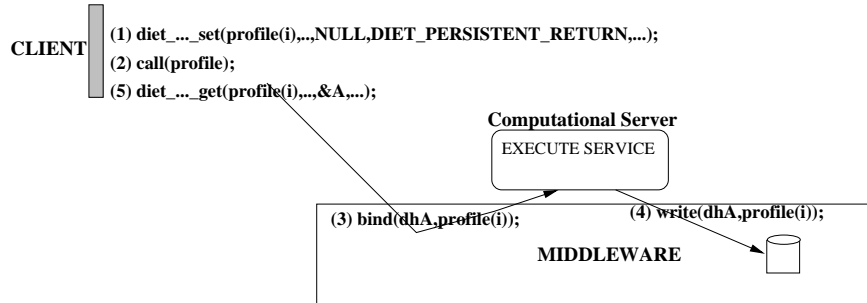 CLIENT
(1) diet_..._set(profile(i),..,NULL,DIET_PERSISTENT_RETURN,...);
(2) call(profile);
(5) diet_..._get(profile(i),..,&A,...);
Computational Server
EXECUTE SERVICE
(3) bind(dhA,profile(i));
(4) write(dhA,profile(i));
MIDDLEWARE